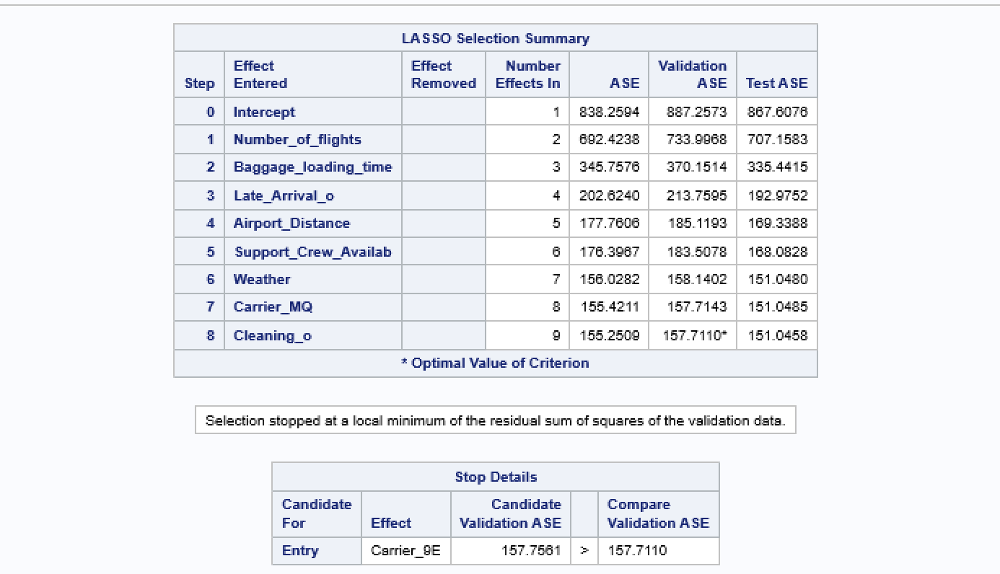 LASSO Selection Summary
Step Effect Entered Effect Removed Number Effects In ASE Validation ASE Test ASE
0 Intercept 1 838.2594 887.2573 867.6076
1 Number_of_flights 2 692.4238 733.9968 707.1583
2 Baggage_loading_time 3 345.7576 370.1514 335.4415
3 Late_Arrival_o 4 202.6240 213.7595 192.9752
4 Airport_Distance 5 177.7606 185.1193 169.3388
5 Support_Crew_Availab 6 176.3967 183.5078 168.0828
6 Weather 7 156.0282 158.1402 151.0480
7 Carrier_MQ 8 155.4211 157.7143 151.0485
8 Cleaning_o 9 155.2509 157.7110* 151.0458
* Optimal Value of Criterion
Selection stopped at a local minimum of the residual sum of squares of the validation data.
Stop Details
Candidate For Effect Candidate Validation ASE Compare Validation ASE
Entry Carrier_9E 157.7561 > 157.7110